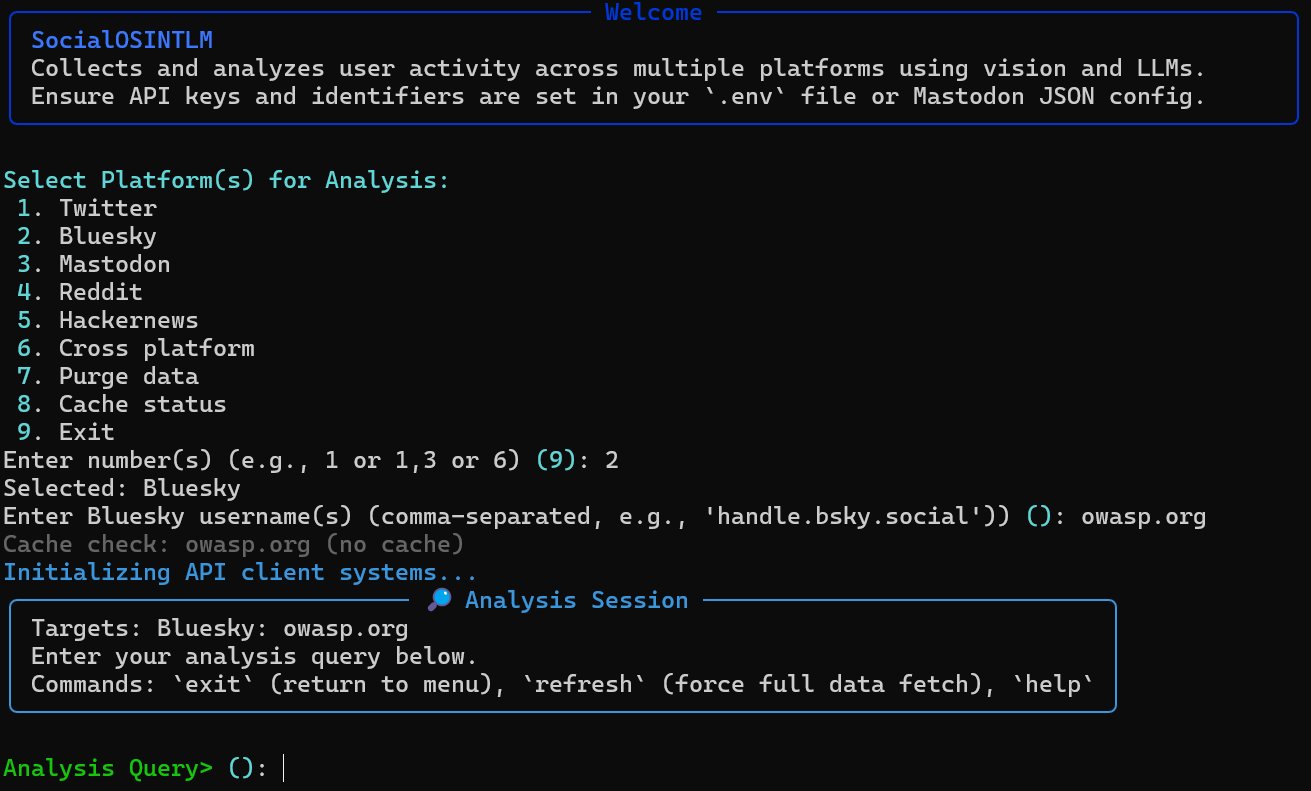 Welcome
SocialOSINTLM
Collects and analyzes user activity across multiple platforms using vision and LLMs.
Ensure API keys and identifiers are set in your `.env` file or Mastodon JSON config.
Select Platform(s) for Analysis:
1. Twitter
2. Bluesky
3. Mastodon
4. Reddit
5. Hackernews
6. Cross platform
7. Purge data
8. Cache status
9. Exit
Enter number(s) (e.g., 1 or 1,3 or 6) (9): 2
Selected: Bluesky
Enter Bluesky username(s) (comma-separated, e.g., 'handle.bsky.social')) (): owasp.org
Cache check: owasp.org (no cache)
Initializing API client systems...
🔎 Analysis Session
Targets: Bluesky: owasp.org
Enter your analysis query below.
Commands: `exit` (return to menu), `refresh` (force full data fetch), `help`
Analysis Query> ():